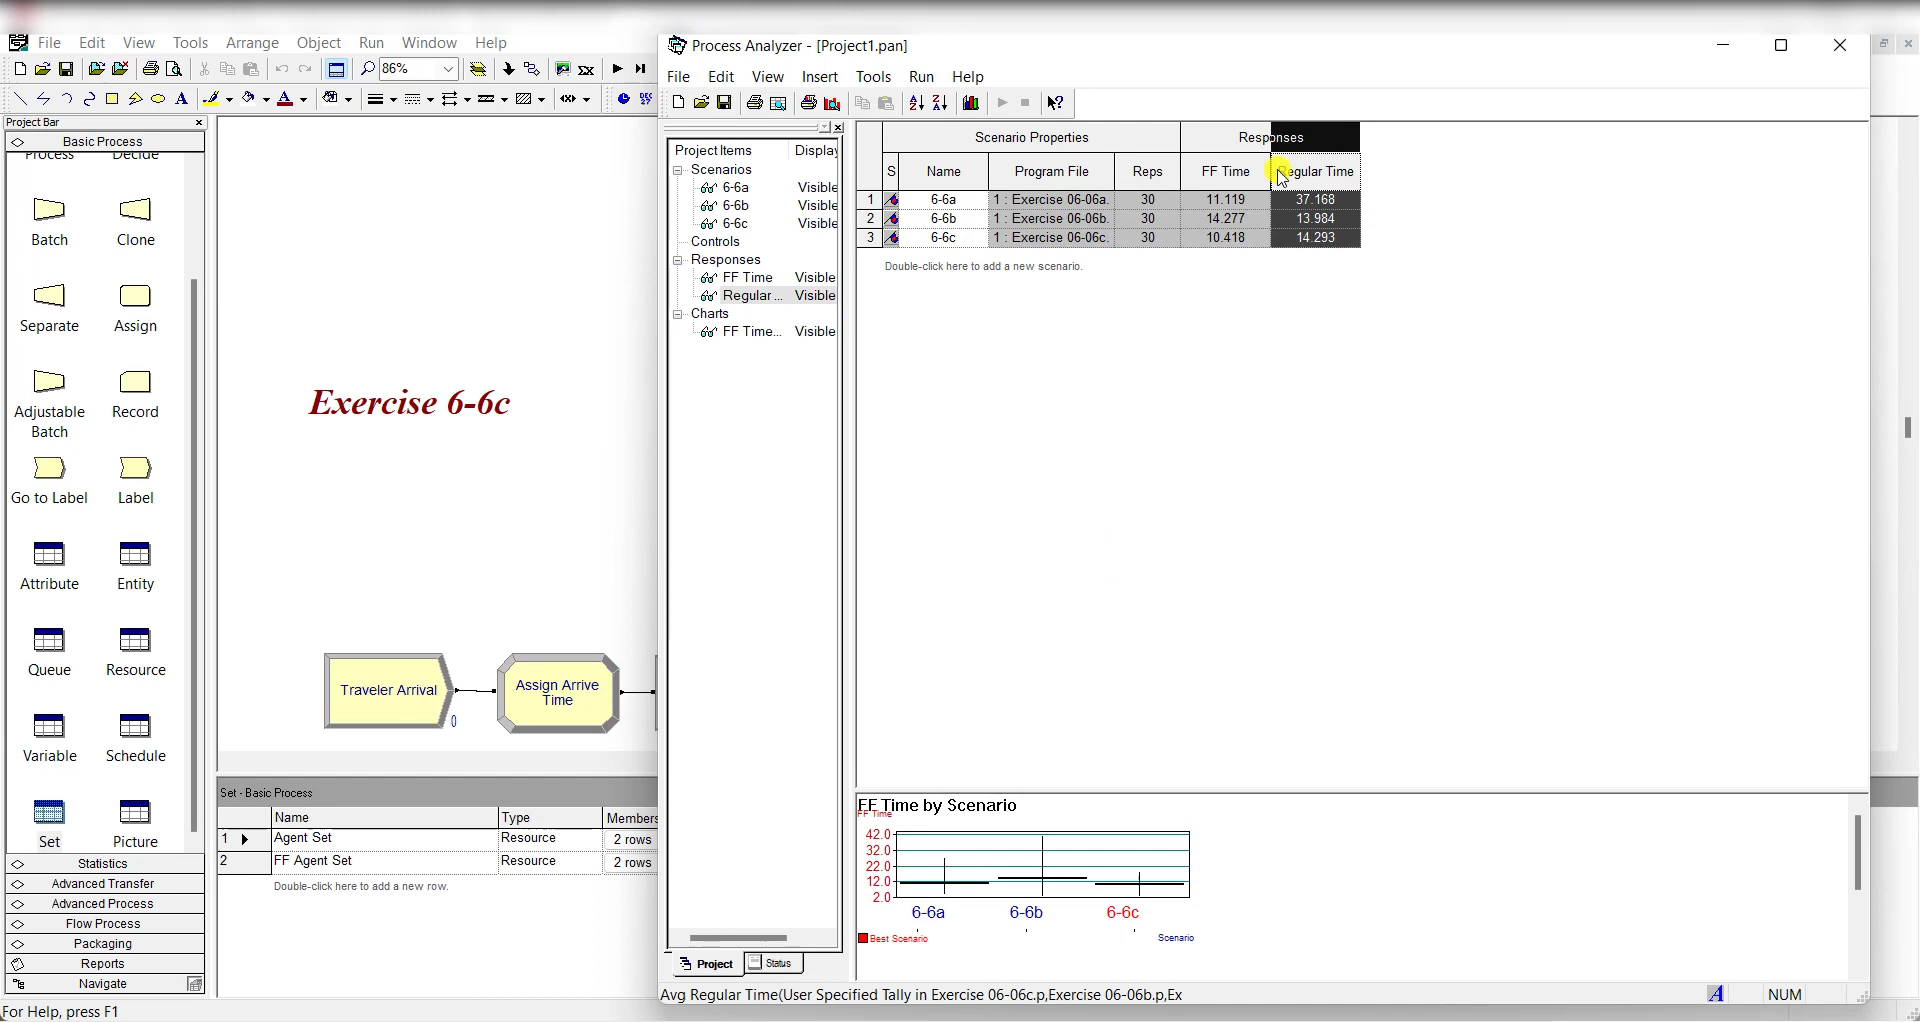 File Edit View Tools Arrange Object Run Window Help
86%
Project Bar
Basic Process
Process Decide
Batch Clone
Separate Assign
Adjustable Batch Record
Go to Label Label
Attribute Entity
Queue Resource
Variable Schedule
Set Picture
Statistics
Advanced Transfer
Advanced Process
Flow Process
Packaging
Reports
Navigate
For Help, press F1
Exercise 6-6c
Traveler Arrival
0
Assign Arrive
Time
Set - Basic Process
Name Type Members
1 Agent Set Resource 2 rows
2 FF Agent Set Resource 2 rows
Double-click here to add a new row.
Process Analyzer - [Project1.pan]
File Edit View Insert Tools Run Help
Project Items Display
Scenarios
6-6a Visible
6-6b Visible
6-6c Visible
Controls
Responses
FF Time Visible
Regular ... Visible
Charts
FF Time... Visible
Project Status
Scenario Properties Responses
S Name Program File Reps FF Time Regular Time
1 6-6a 1 : Exercise 06-06a. 30 11.119 37.168
2 6-6b 1 : Exercise 06-06b. 30 14.277 13.984
3 6-6c 1 : Exercise 06-06c. 30 10.418 14.293
Double-click here to add a new scenario.
FF Time by Scenario
FF Time
42.0
32.0
22.0
12.0
2.0
6-6a 6-6b 6-6c
Best Scenario Scenario
Avg Regular Time(User Specified Tally in Exercise 06-06c.p,Exercise 06-06b.p,Ex
A NUM